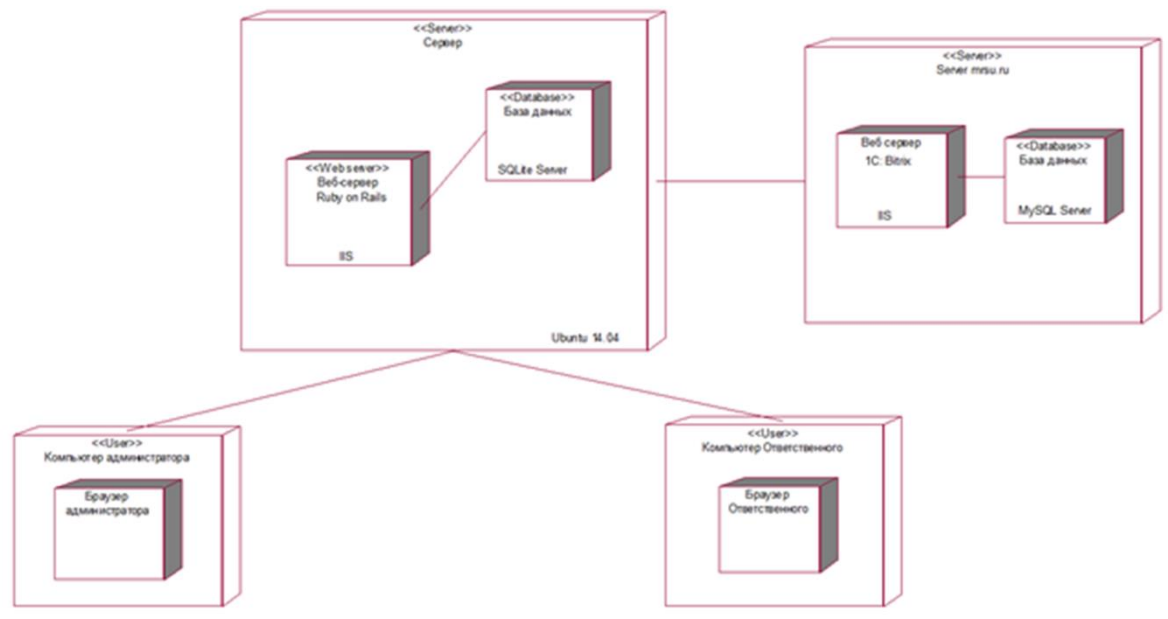 <<Server>>
Сервер
<<Database>>
База данных
SQLite Server
<<Web server>>
Веб-сервер
Ruby on Rails
IIS
Ubuntu 14.04
<<Server>>
Server mrsu.ru
Веб сервер
1C: Bitrix
IIS
<<Database>>
База данных
MySQL Server
<<User>>
Компьютер администратора
Браузер
администратора
<<User>>
Компьютер Ответственного
Браузер
Ответственного